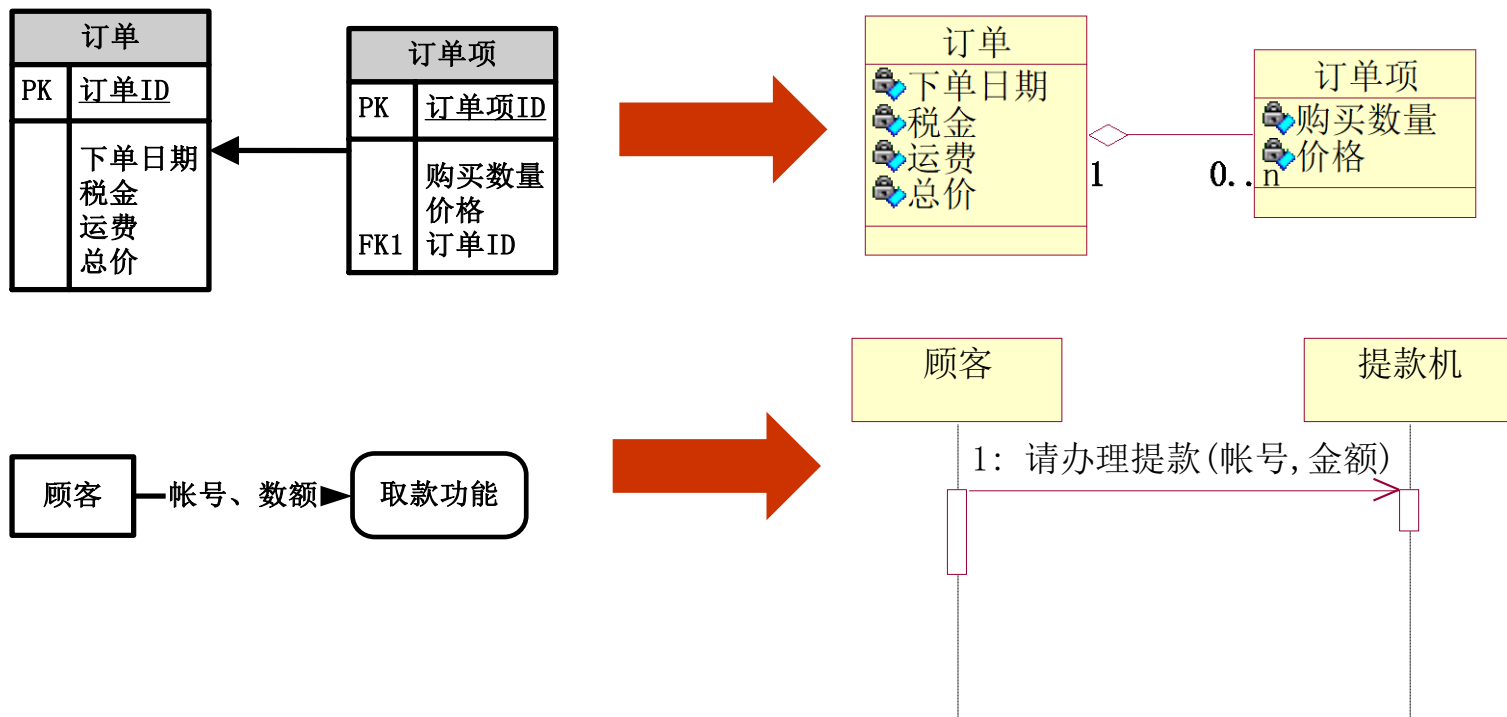 订单
PK 订单ID
下单日期
税金
运费
总价
订单项
PK 订单项ID
购买数量
价格
FK1 订单ID
订单
下单日期
税金
运费
总价
1
0..n
订单项
购买数量
价格
顾客
帐号、数额
取款功能
顾客
提款机
1: 请办理提款(帐号,金额)